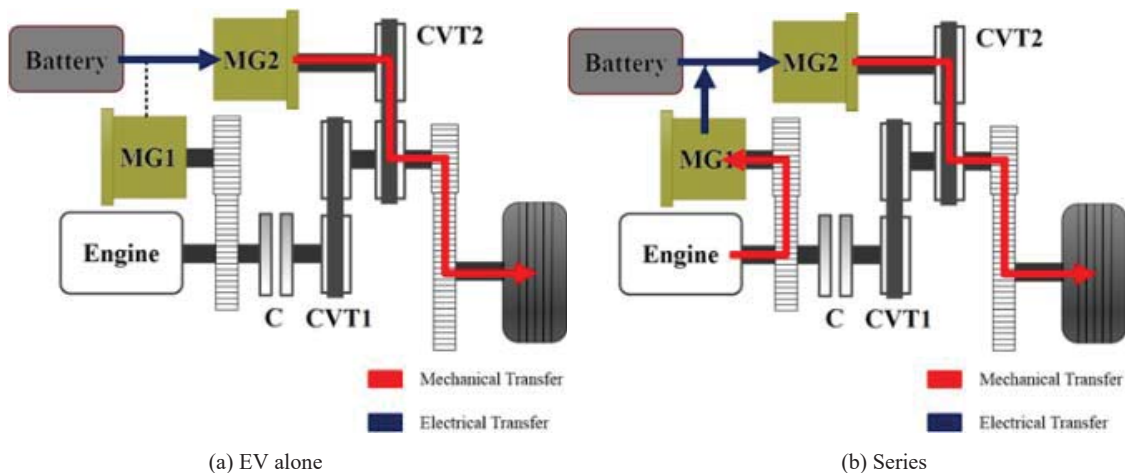 Battery
MG2
CVT2
MG1
Engine
C
CVT1
Mechanical Transfer
Electrical Transfer
(a) EV alone
Battery
MG2
CVT2
MG1
Engine
C
CVT1
Mechanical Transfer
Electrical Transfer
(b) Series